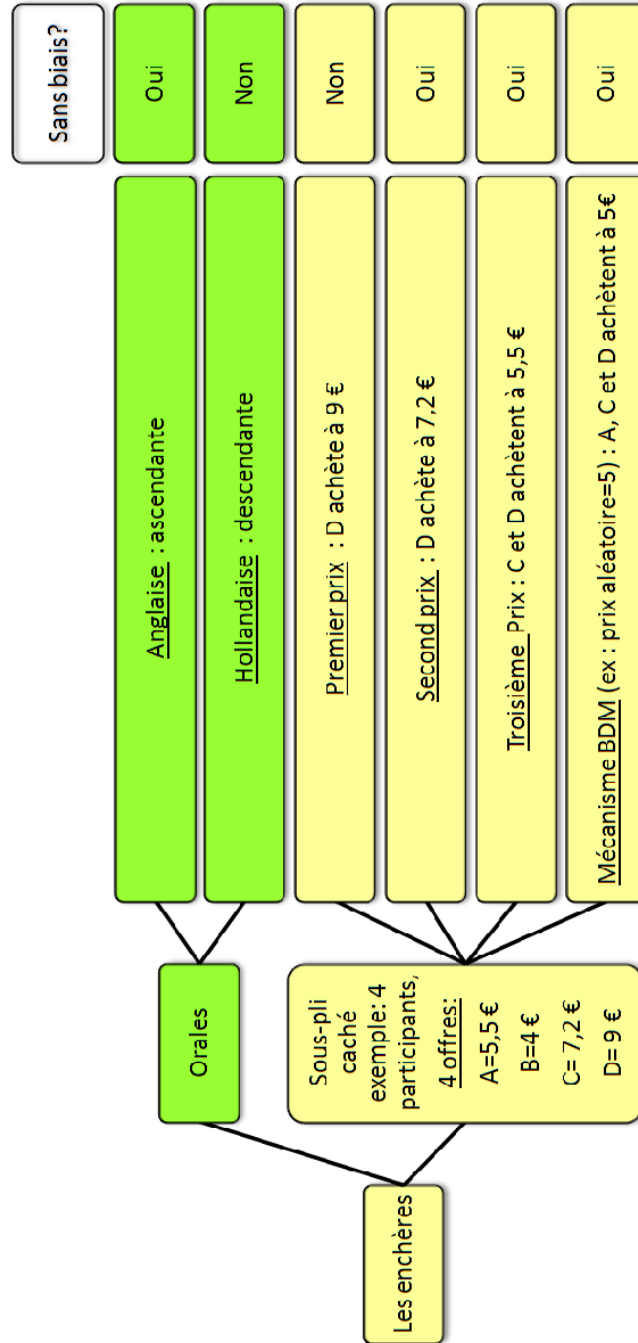 Sans biais?
Les enchères
Orales
Anglaise : ascendante
Oui
Hollandaise : descendante
Non
Sous-pli
caché
exemple: 4
participants,
4 offres:
A=5,5 €
B=4 €
C= 7,2 €
D= 9 €
Premier prix : D achète à 9 €
Non
Second prix : D achète à 7,2 €
Oui
Troisième Prix : C et D achètent à 5,5 €
Oui
Mécanisme BDM (ex : prix aléatoire=5) : A, C et D achètent à 5€
Oui